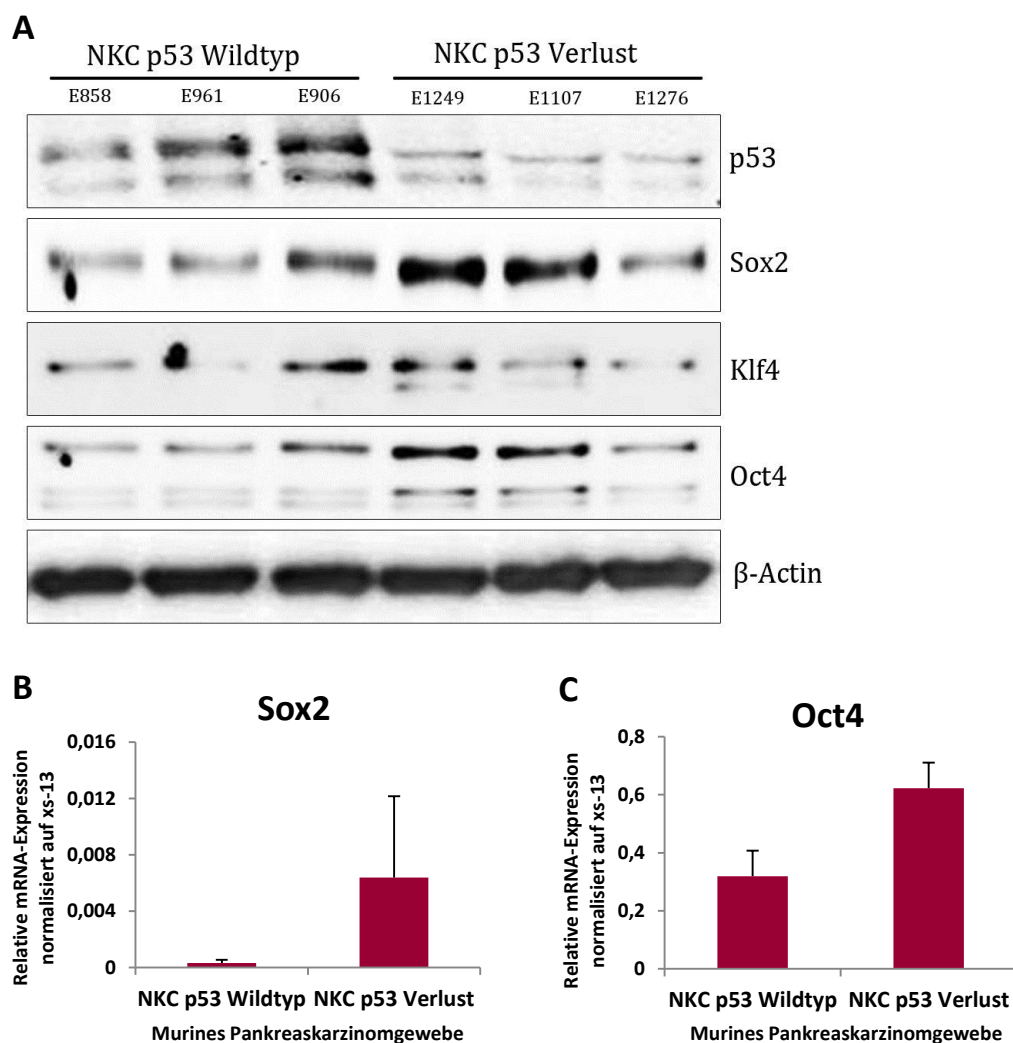 A
NKC p53 Wildtyp
NKC p53 Verlust
E858
E961
E906
E1249
E1107
E1276
p53
Sox2
Klf4
Oct4
β-Actin
B
Sox2
Relative mRNA-Expression
normalisiert auf xs-13
0,016
0,012
0,008
0,004
0
NKC p53 Wildtyp
NKC p53 Verlust
Murines Pankreaskarzinomgewebe
C
Oct4
Relative mRNA-Expression
normalisiert auf xs-13
0,8
0,6
0,4
0,2
0
NKC p53 Wildtyp
NKC p53 Verlust
Murines Pankreaskarzinomgewebe